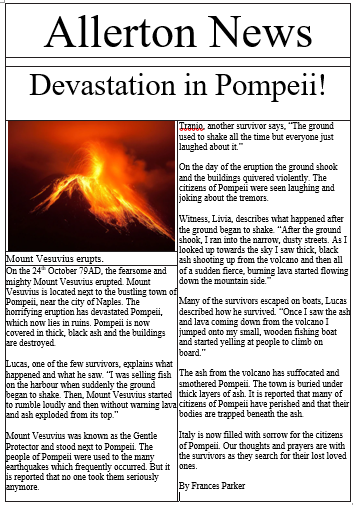 Allerton News
Devastation in Pompeii!
Mount Vesuvius erupts.
On the 24th October 79AD, the fearsome and
mighty Mount Vesuvius erupted. Mount
Vesuvius is located next to the bustling town of
Pompeii, near the city of Naples. The
horrifying eruption has devastated Pompeii,
which now lies in ruins. Pompeii is now
covered in thick, black ash and the buildings
are destroyed.
Lucas, one of the few survivors, explains what
happened and what he saw. “I was selling fish
on the harbour when suddenly the ground
began to shake. Then, Mount Vesuvius started
to rumble loudly and then without warning lava
and ash exploded from its top.”
Mount Vesuvius was known as the Gentle
Protector and stood next to Pompeii. The
people of Pompeii were used to the many
earthquakes which frequently occurred. But it
is reported that no one took them seriously
anymore.
Tranio, another survivor says, “The ground
used to shake all the time but everyone just
laughed about it.”
On the day of the eruption the ground shook
and the buildings quivered violently. The
citizens of Pompeii were seen laughing and
joking about the tremors.
Witness, Livia, describes what happened after
the ground began to shake. “After the ground
shook, I ran into the narrow, dusty streets. As I
looked up towards the sky I saw thick, black
ash shooting up from the volcano and then all
of a sudden fierce, burning lava started flowing
down the mountain side.”
Many of the survivors escaped on boats, Lucas
described how he survived. “Once I saw the ash
and lava coming down from the volcano I
jumped onto my small, wooden fishing boat
and started yelling at people to climb on
board.”
The ash from the volcano has suffocated and
smothered Pompeii. The town is buried under
thick layers of ash. It is reported that many of
citizens of Pompeii have perished and that their
bodies are trapped beneath the ash.
Italy is now filled with sorrow for the citizens
of Pompeii. Our thoughts and prayers are with
the survivors as they search for their lost loved
ones.
By Frances Parker